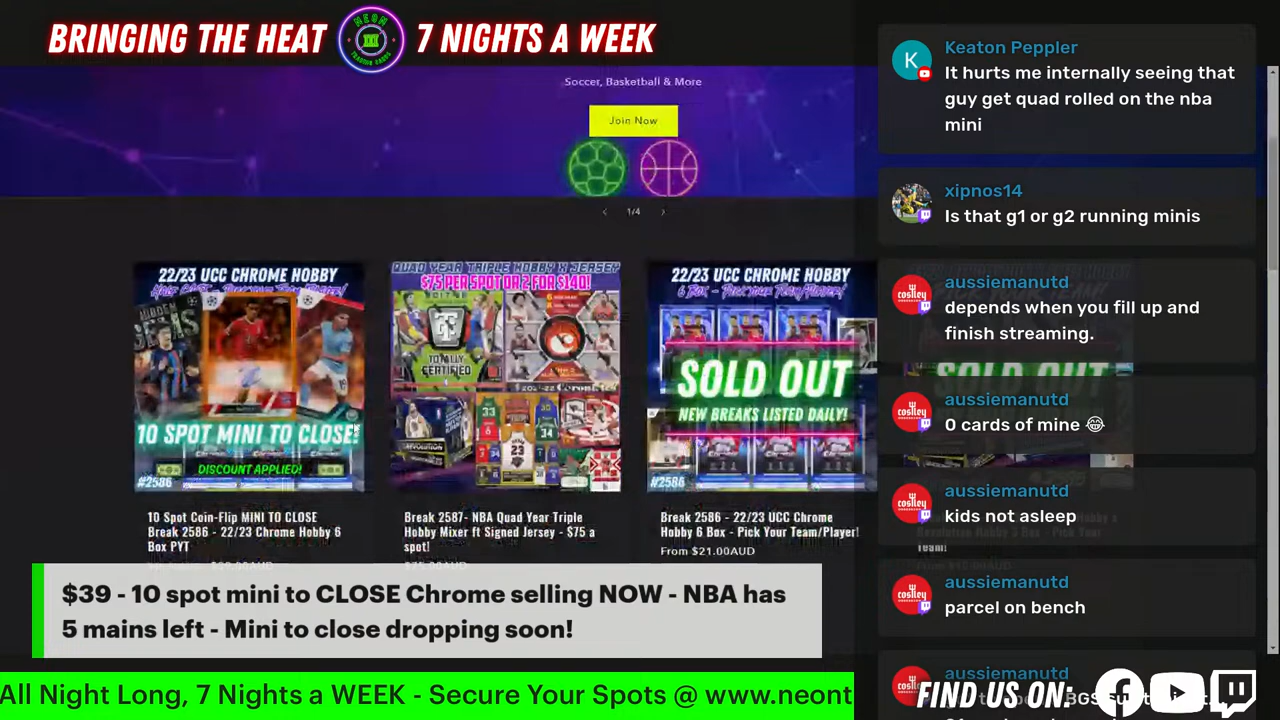 BRINGING THE HEAT
NEON
7 NIGHTS A WEEK
Soccer, Basketball & More
Join Now
1/4
22/23 UCC CHROME HOBBY
10 SPOT MINI TO CLOSE!
DISCOUNT APPLIED!
#2586
QUAD YEAR TRIPLE HOBBY X JERSEY
$75 PER SPOT OR 2 FOR $140!
TOTALLY
CERTIFIED
22/23 UCC CHROME HOBBY
6 BOX - PICK YOUR TEAM/PLAYER!
SOLD OUT
NEW BREAKS LISTED DAILY!
#2586
10 Spot Coin-Flip MINI TO CLOSE
Break 2586 - 22/23 Chrome Hobby 6
Box PYT
Break 2587- NBA Quad Year Triple
Hobby Mixer ft Signed Jersey - $75 a
spot!
Break 2586 - 22/23 UCC Chrome
Hobby 6 Box - Pick Your Team/Player!
From $21.00AUD
$39 - 10 spot mini to CLOSE Chrome selling NOW - NBA has
5 mains left - Mini to close dropping soon!
All Night Long, 7 Nights a WEEK - Secure Your Spots @ www.neont
Keaton Peppler
It hurts me internally seeing that
guy get quad rolled on the nba
mini
xipnos14
Is that g1 or g2 running minis
aussiemanutd
depends when you fill up and
finish streaming.
aussiemanutd
0 cards of mine 😂
aussiemanutd
kids not asleep
aussiemanutd
parcel on bench
aussiemanutd
FIND US ON: